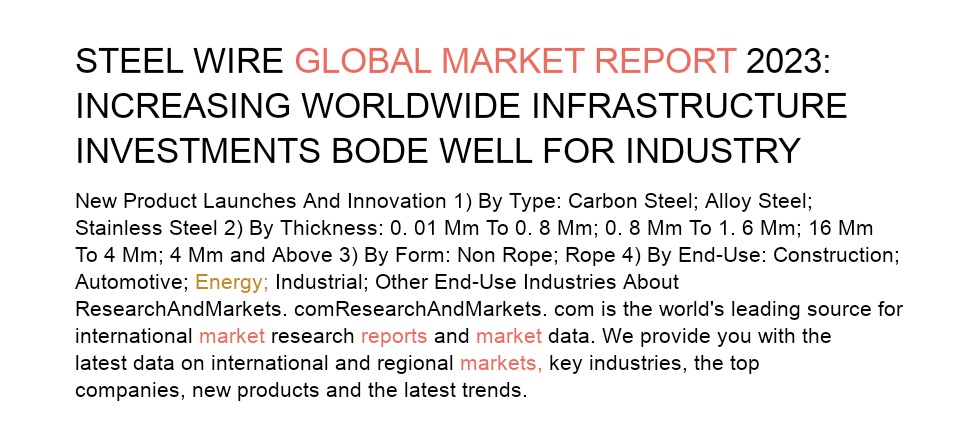 STEEL WIRE GLOBAL MARKET REPORT 2023:
INCREASING WORLDWIDE INFRASTRUCTURE
INVESTMENTS BODE WELL FOR INDUSTRY
New Product Launches And Innovation 1) By Type: Carbon Steel; Alloy Steel;
Stainless Steel 2) By Thickness: 0. 01 Mm To 0. 8 Mm; 0. 8 Mm To 1. 6 Mm; 16 Mm
To 4 Mm; 4 Mm and Above 3) By Form: Non Rope; Rope 4) By End-Use: Construction;
Automotive; Energy; Industrial; Other End-Use Industries About
ResearchAndMarkets. comResearchAndMarkets. com is the world's leading source for
international market research reports and market data. We provide you with the
latest data on international and regional markets, key industries, the top
companies, new products and the latest trends.